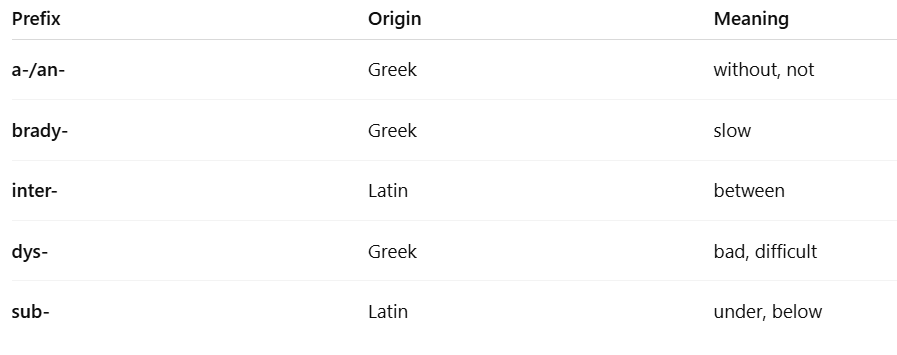 Prefix Origin Meaning
a-/an- Greek without, not
brady- Greek slow
inter- Latin between
dys- Greek bad, difficult
sub- Latin under, below